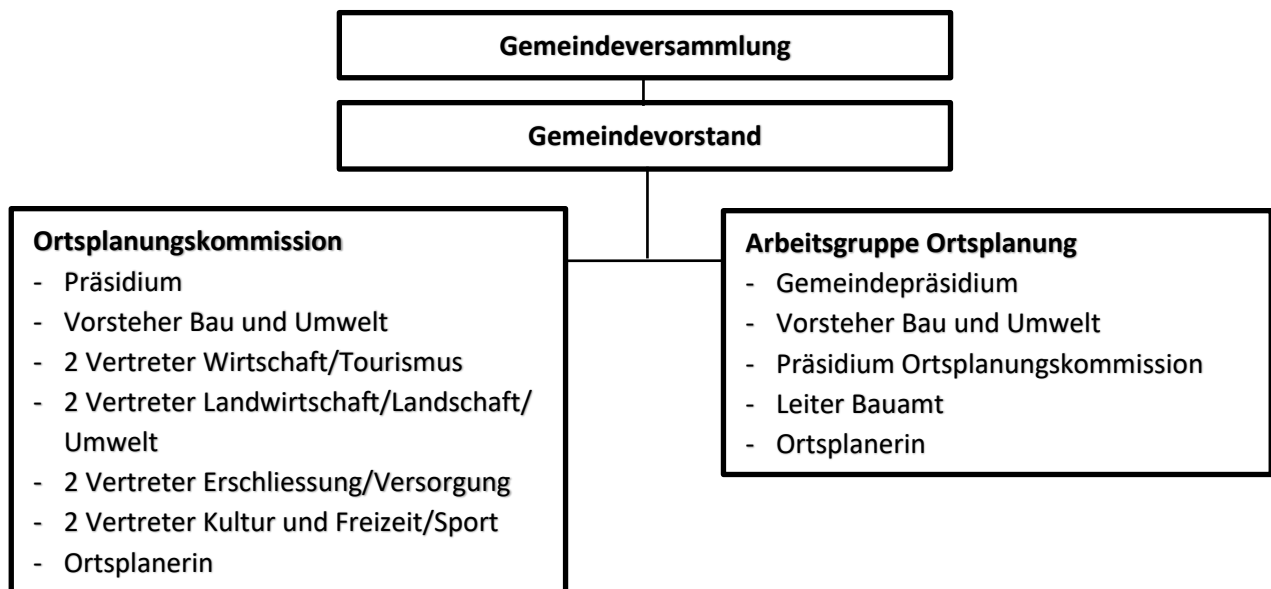 Gemeindeversammlung
Gemeindevorstand
Ortsplanungskommission
- Präsidium
- Vorsteher Bau und Umwelt
- 2 Vertreter Wirtschaft/Tourismus
- 2 Vertreter Landwirtschaft/Landschaft/
Umwelt
- 2 Vertreter Erschliessung/Versorgung
- 2 Vertreter Kultur und Freizeit/Sport
- Ortsplanerin
Arbeitsgruppe Ortsplanung
- Gemeindepräsidium
- Vorsteher Bau und Umwelt
- Präsidium Ortsplanungskommission
- Leiter Bauamt
- Ortsplanerin